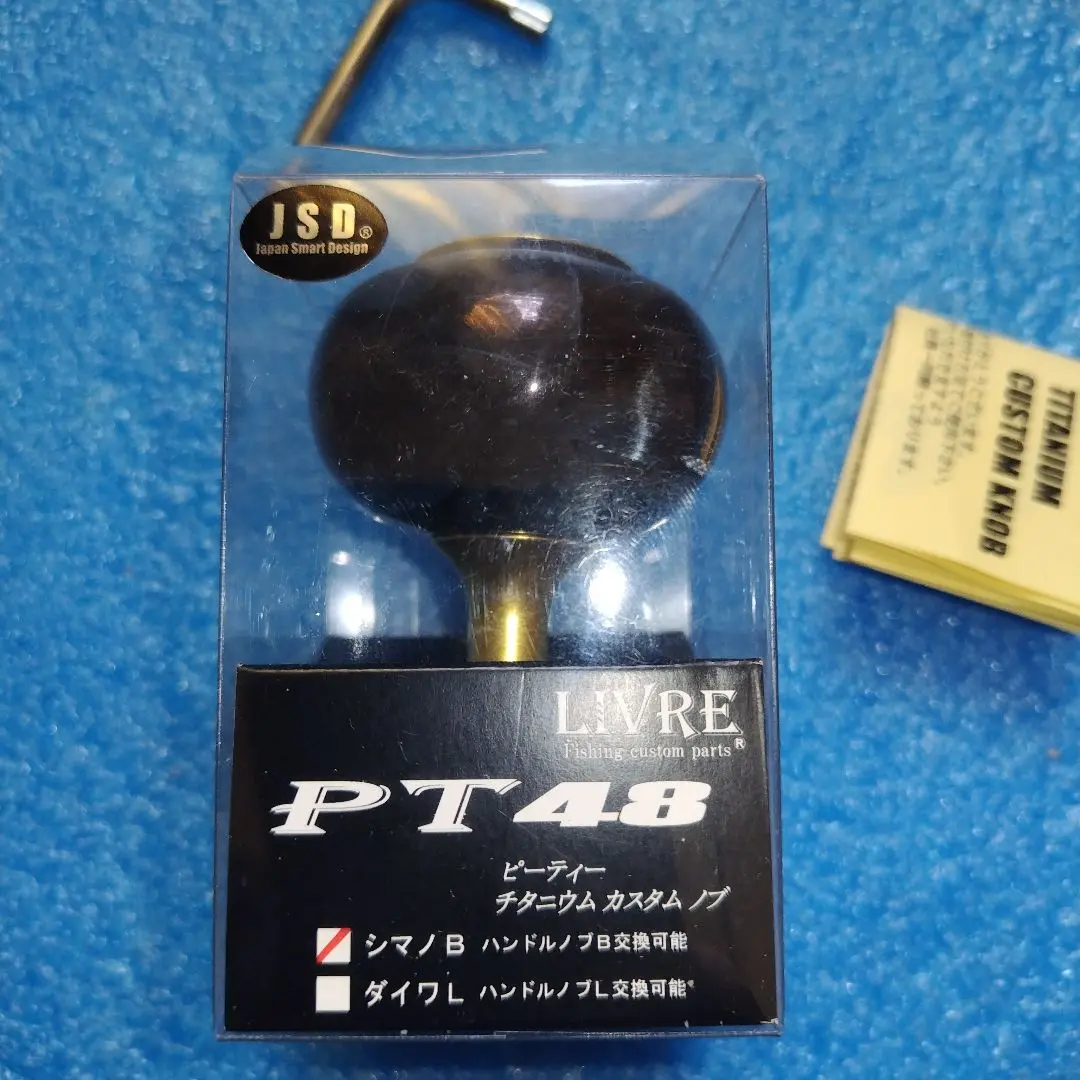 JSD®
Japan Smart Design
LIVRE
Fishing custom parts®
PT48
ピーティー
チタニウム カスタム ノブ
シマノB ハンドルノブB交換可能
ダイワL ハンドルノブL交換可能
TITANIUM
CUSTOM KNOB